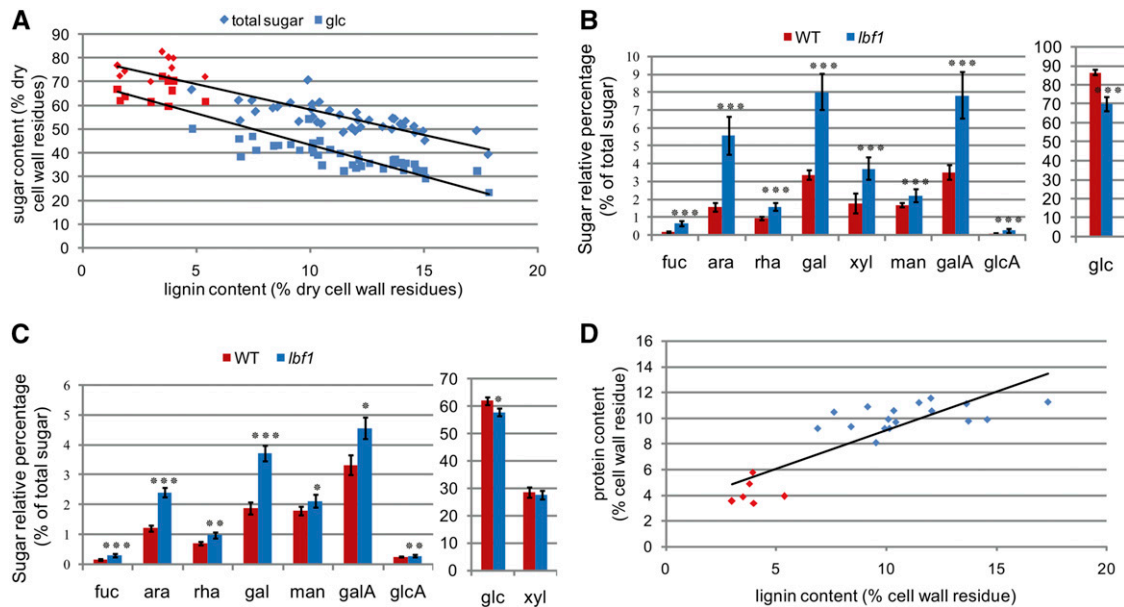 A
total sugar glc
sugar content (% dry
cell wall residues)
90
80
70
60
50
40
30
20
10
0
0 5 10 15 20
lignin content (% dry cell wall residues)
B
WT lbf1
Sugar relative percentage
(% of total sugar)
10
9
8
7
6
5
4
3
2
1
0
*** *** *** *** *** *** *** ***
fuc ara rha gal xyl man galA glcA
100
90
80
70
60
50
40
30
20
10
0
***
glc
C
WT lbf1
Sugar relative percentage
(% of total sugar)
6
5
4
3
2
1
0
*** *** ** *** * * **
fuc ara rha gal man galA glcA
70
60
50
40
30
20
10
0
*
glc xyl
D
protein content
(% cell wall residue)
16
14
12
10
8
6
4
2
0
0 5 10 15 20
lignin content (% cell wall residue)